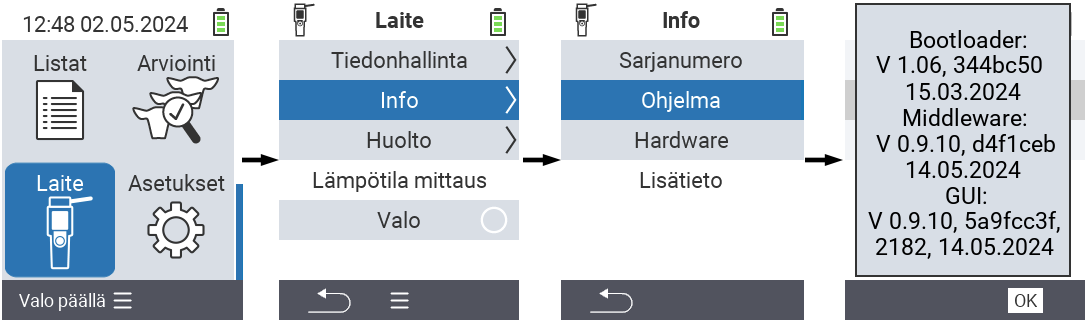 12:48 02.05.2024
Listat
Arviointi
Laite
Asetukset
Valo päällä
Laite
Tiedonhallinta
Info
Huolto
Lämpötila mittaus
Valo
Info
Sarjanumero
Ohjelma
Hardware
Lisätieto
Bootloader:
V 1.06, 344bc50
15.03.2024
Middleware:
V 0.9.10, d4f1ceb
14.05.2024
GUI:
V 0.9.10, 5a9fcc3f,
2182, 14.05.2024
OK